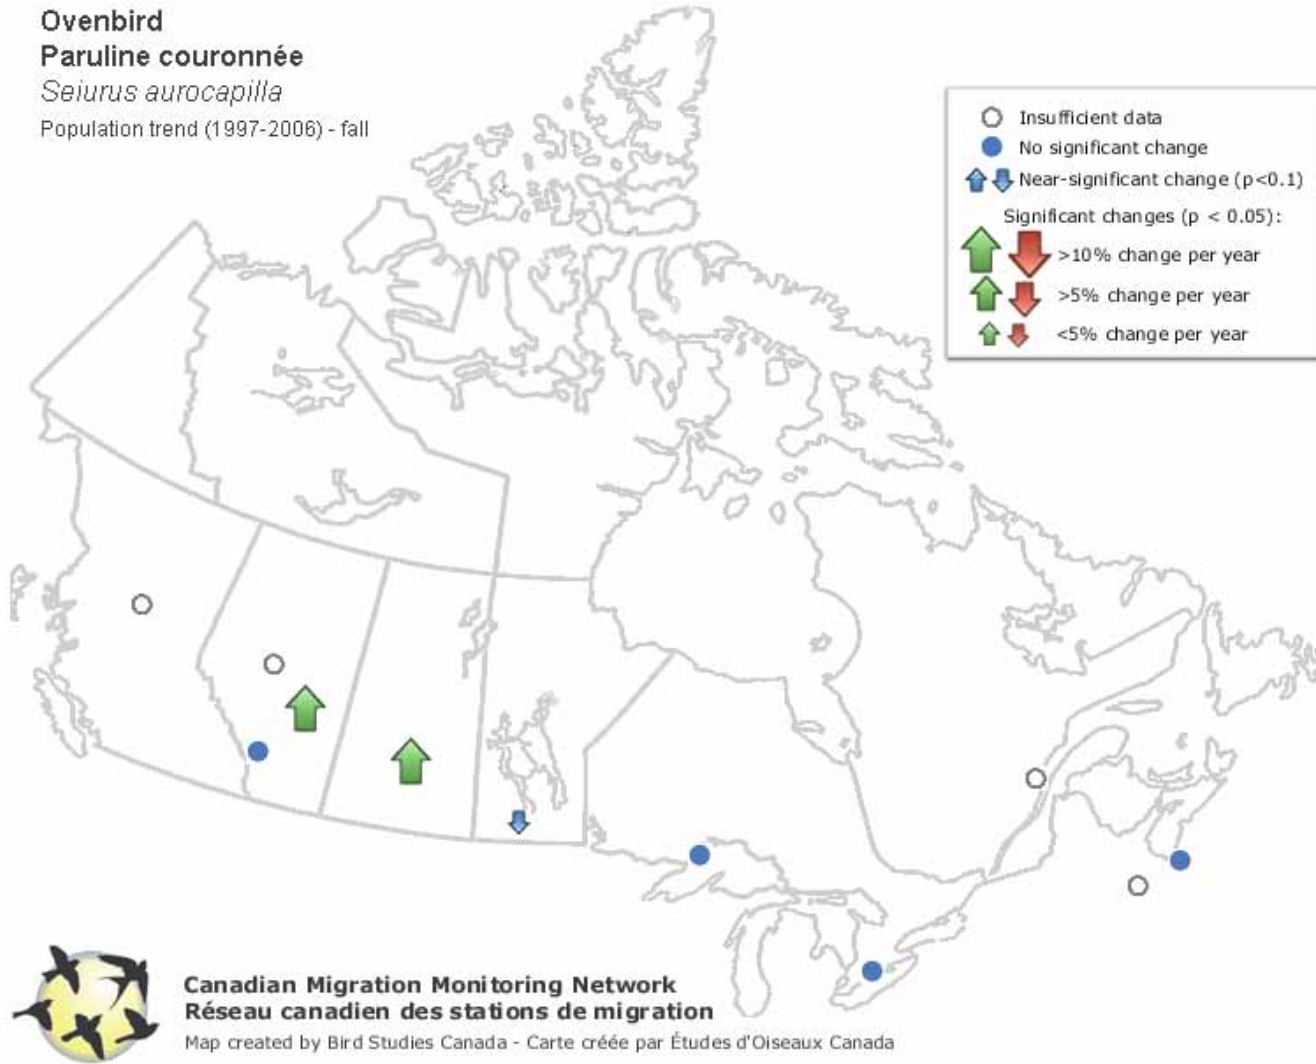 Ovenbird
Paruline couronnée
Seiurus aurocapilla
Population trend (1997-2006) - fall
Insufficient data
No significant change
Near-significant change (p<0.1)
Significant changes (p < 0.05):
>10% change per year
>5% change per year
<5% change per year
Canadian Migration Monitoring Network
Réseau canadien des stations de migration
Map created by Bird Studies Canada - Carte créée par Études d'Oiseaux Canada